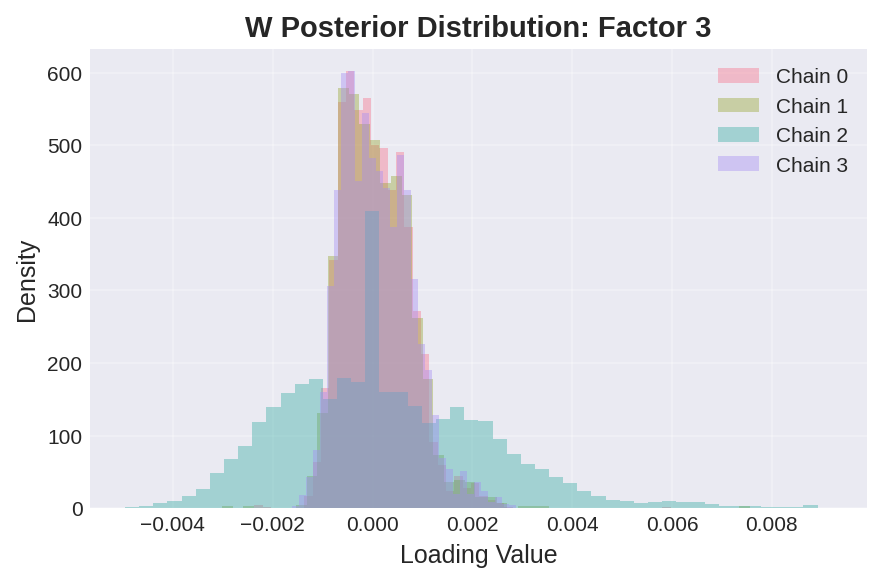 W Posterior Distribution: Factor 3
600
500
400
300
200
100
0
Density
Chain 0
Chain 1
Chain 2
Chain 3
−0.004
−0.002
0.000
0.002
0.004
0.006
0.008
Loading Value